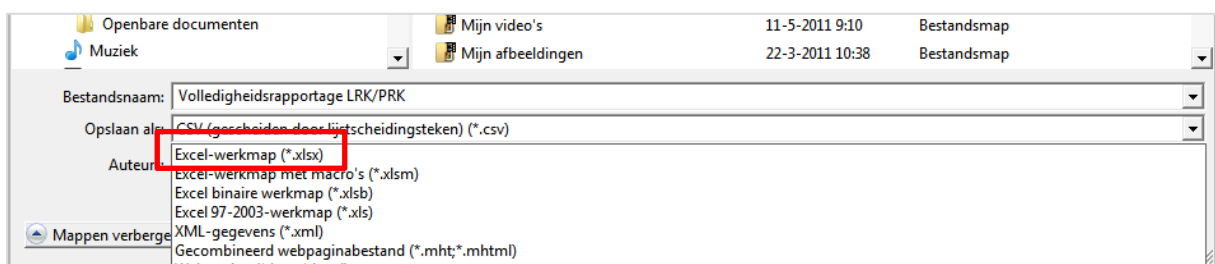 Openbare documenten Mijn video's 11-5-2011 9:10 Bestandsmap
Muziek Mijn afbeeldingen 22-3-2011 10:38 Bestandsmap
Bestandsnaam: Volledigheidsrapportage LRK/PRK
Opslaan als: CSV (gescheiden door lijstscheidingsteken) (*.csv)
Excel-werkmap (*.xlsx)
Auteurs:
Excel-werkmap met macro's (*.xlsm)
Excel binaire werkmap (*.xlsb)
Excel 97-2003-werkmap (*.xls)
Mappen verberge XML-gegevens (*.xml)
Gecombineerd webpaginabestand (*.mht;*.mhtml)